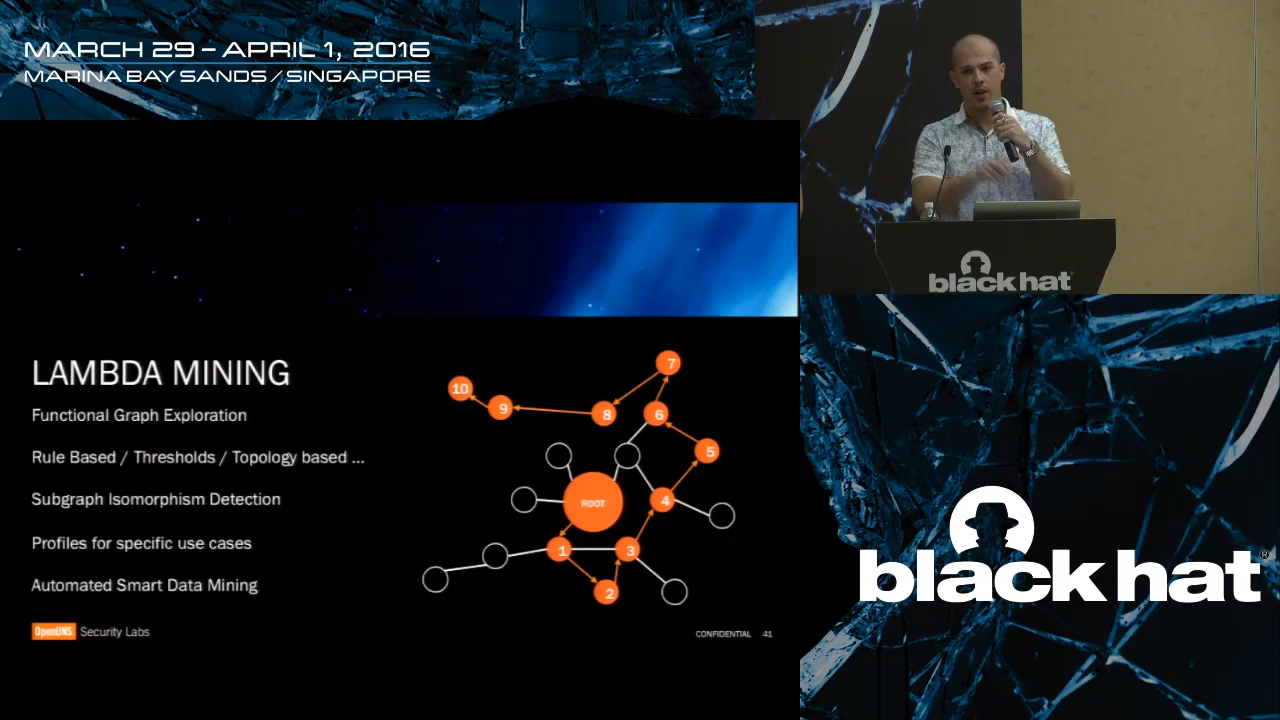 MARCH 29 – APRIL 1, 2016
MARINA BAY SANDS / SINGAPORE
black hat
LAMBDA MINING
Functional Graph Exploration
Rule Based / Thresholds / Topology based ...
Subgraph Isomorphism Detection
Profiles for specific use cases
Automated Smart Data Mining
7
10
9
8
6
5
ROOT
4
1
3
2
OpenDNS Security Labs
CONFIDENTIAL 41
black hat®